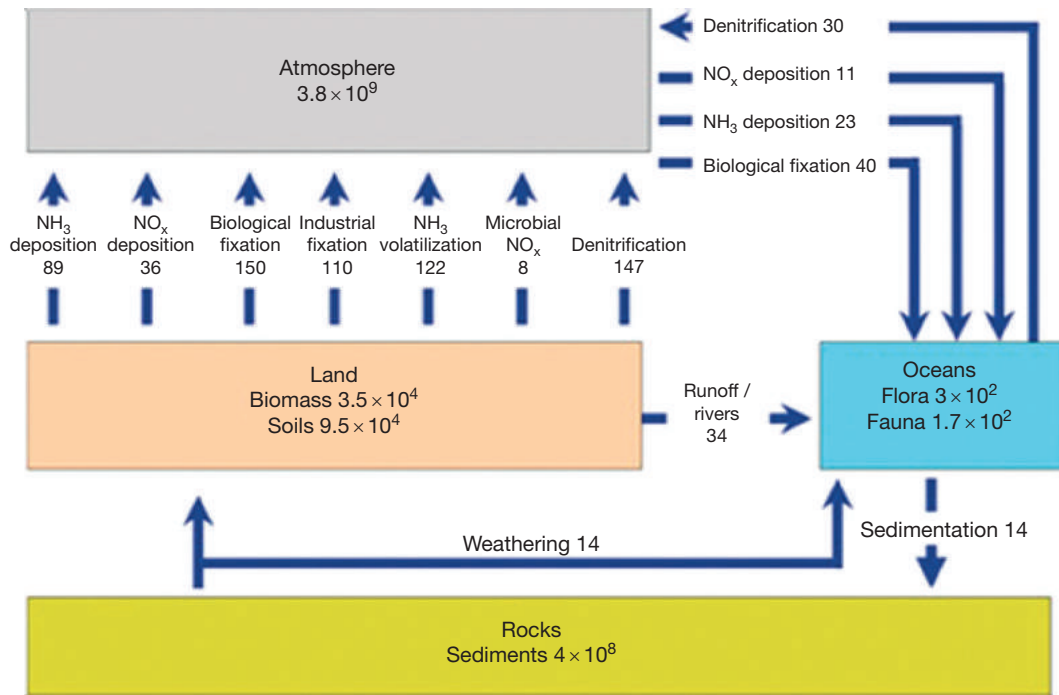 Atmosphere
3.8 × 10⁹
Denitrification 30
NOₓ deposition 11
NH₃ deposition 23
Biological fixation 40
NH₃
deposition
89
NOₓ
deposition
36
Biological
fixation
150
Industrial
fixation
110
NH₃
volatilization
122
Microbial
NOₓ
8
Denitrification
147
Land
Biomass 3.5 × 10⁴
Soils 9.5 × 10⁴
Runoff /
rivers
34
Oceans
Flora 3 × 10²
Fauna 1.7 × 10²
Weathering 14
Sedimentation 14
Rocks
Sediments 4 × 10⁸